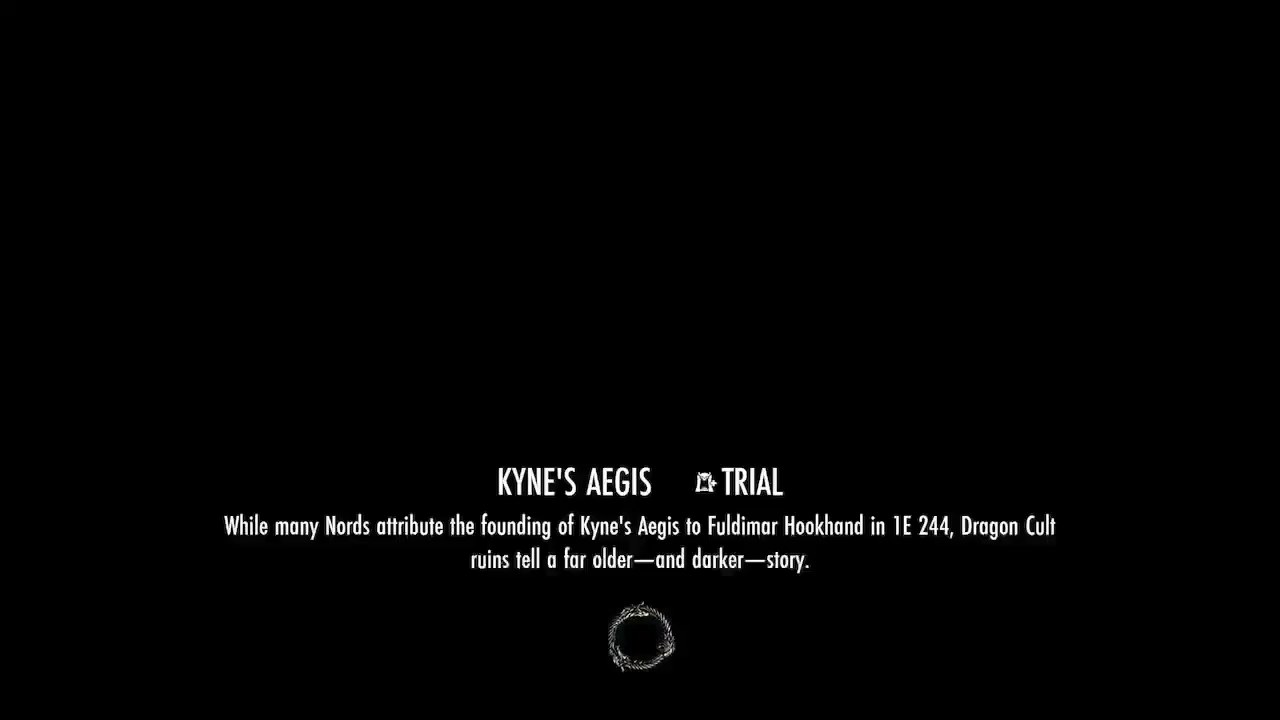 KYNE'S AEGIS TRIAL
While many Nords attribute the founding of Kyne's Aegis to Fuldimar Hookhand in 1E 244, Dragon Cult
ruins tell a far older—and darker—story.